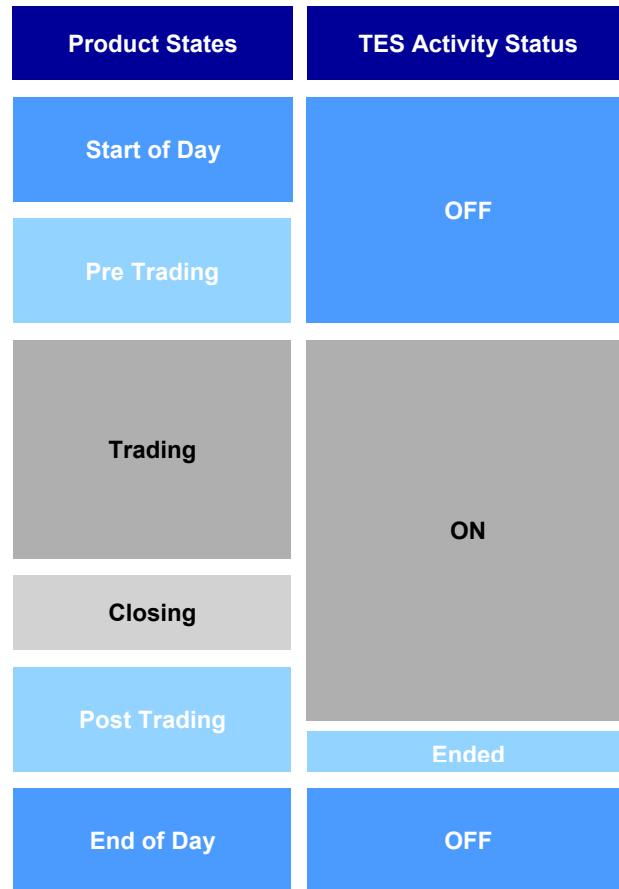 Product States
TES Activity Status
Start of Day
OFF
Pre Trading
Trading
ON
Closing
Post Trading
Ended
End of Day
OFF